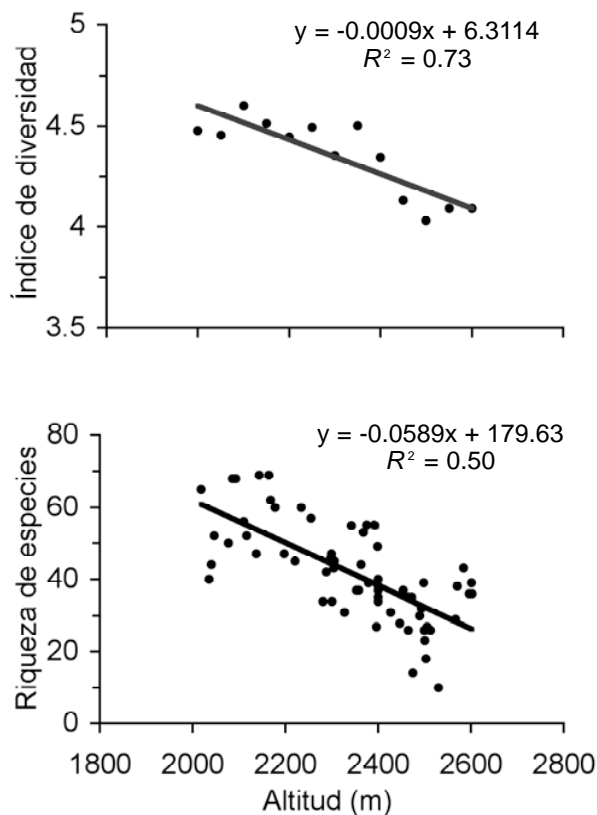 y = -0.0009x + 6.3114
R² = 0.73
5
4.5
4
3.5
Índice de diversidad
y = -0.0589x + 179.63
R² = 0.50
80
60
40
20
0
Riqueza de especies
1800 2000 2200 2400 2600 2800
Altitud (m)